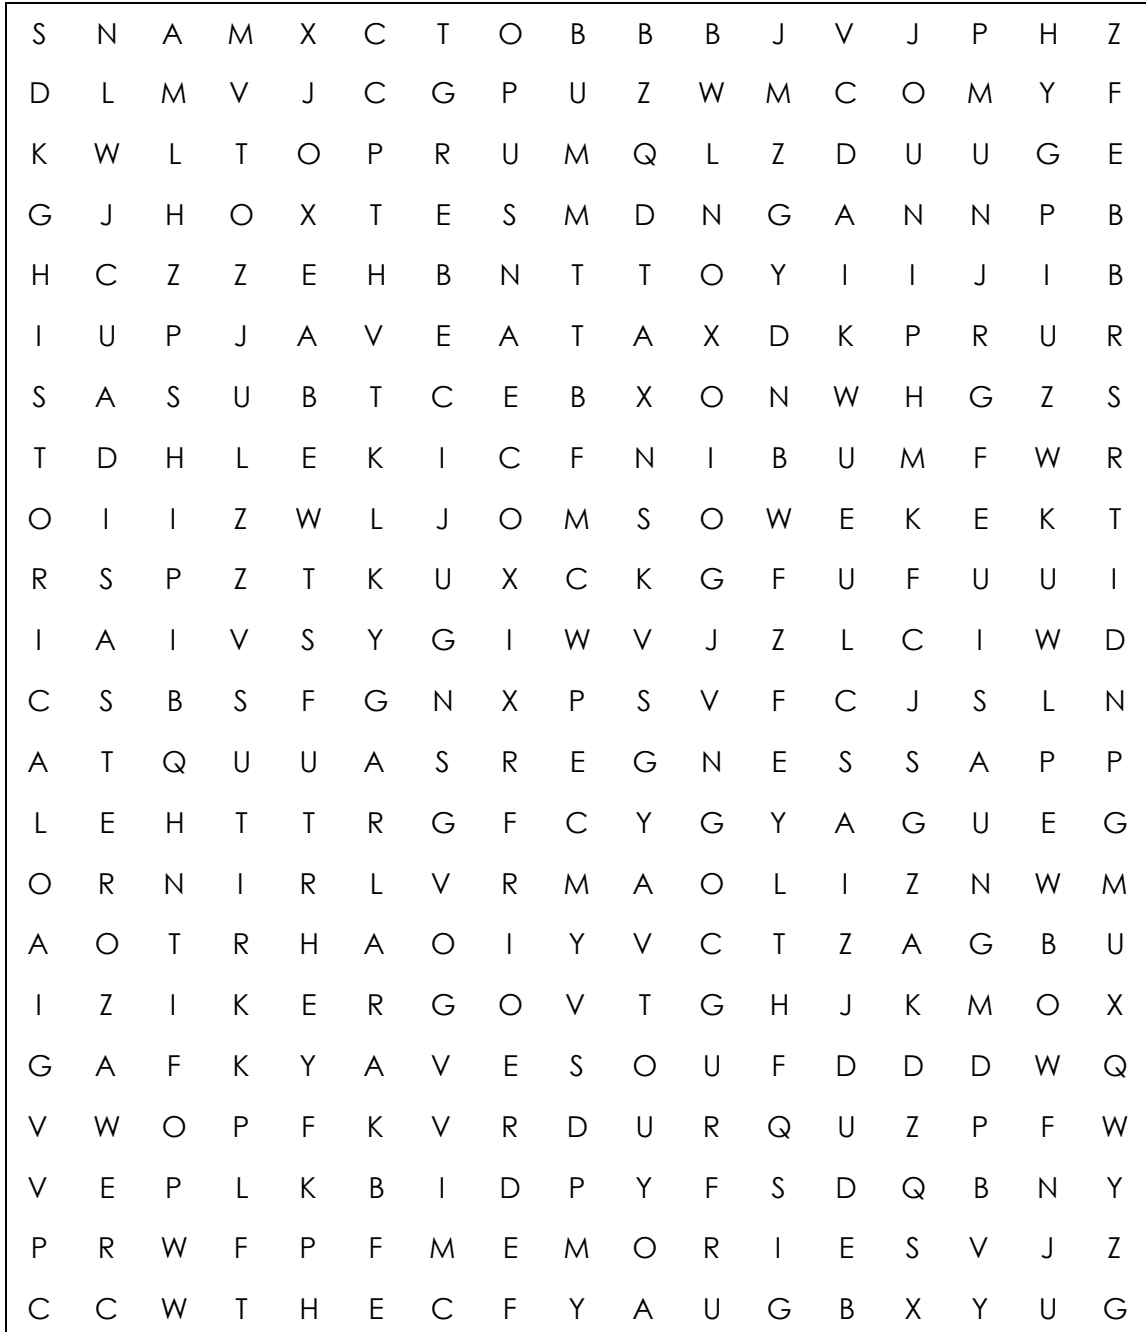 S N A M X C T O B B B J V J P H Z
D L M V J C G P U Z W M C O M Y F
K W L T O P R U M Q L Z D U U G E
G J H O X T E S M D N G A N N P B
H C Z Z E H B N T T O Y I I J I B
I U P J A V E A T A X D K P R U R
S A S U B T C E B X O N W H G Z S
T D H L E K I C F N I B U M F W R
O I I Z W L J O M S O W E K E K T
R S P Z T K U X C K G F U F U U I
I A I V S Y G I W V J Z L C I W D
C S B S F G N X P S V F C J S L N
A T Q U U A S R E G N E S S A P P
L E H T T R G F C Y G Y A G U E G
O R N I R L V R M A O L I Z N W M
A O T R H A O I Y V C T Z A G B U
I Z I K E R G O V T G H J K M O X
G A F K Y A V E S O U F D D D W Q
V W O P F K V R D U R Q U Z P F W
V E P L K B I D P Y F S D Q B N Y
P R W F P F M E M O R I E S V J Z
C C W T H E C F Y A U G B X Y U G